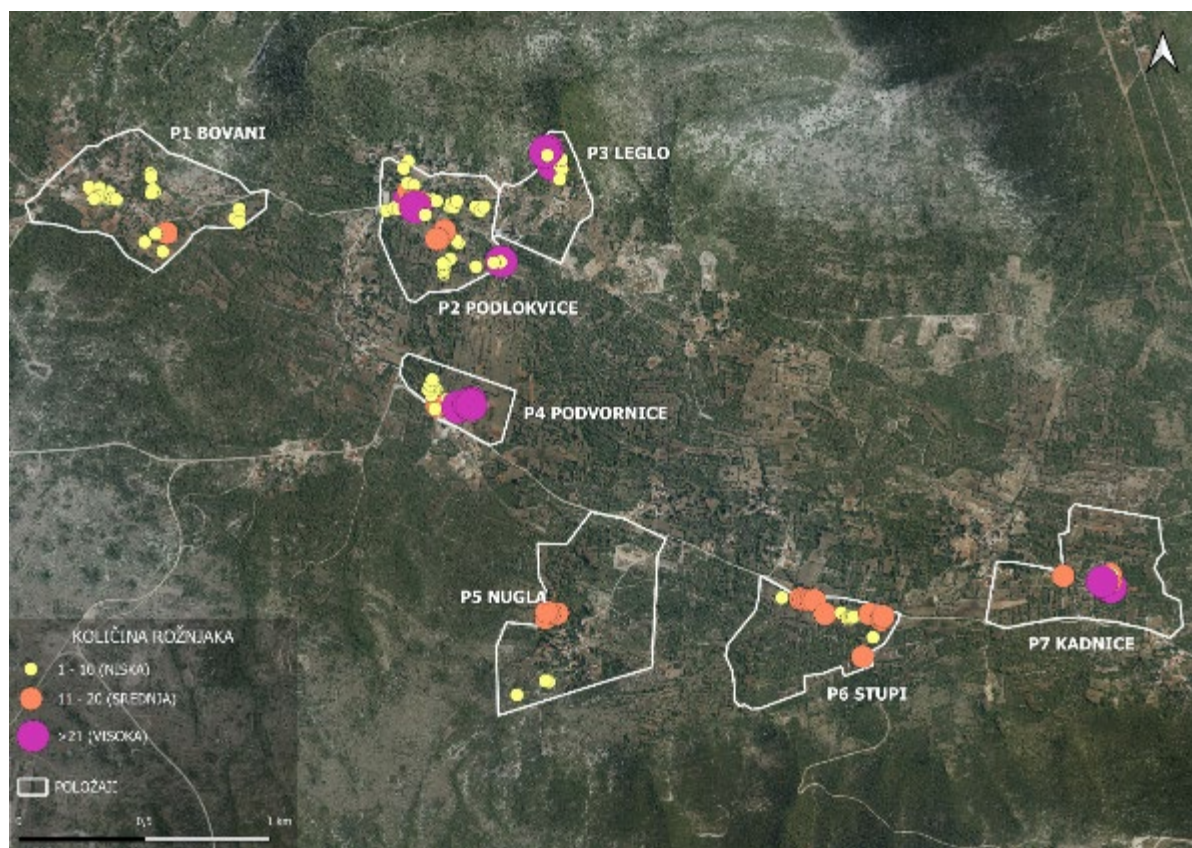 P1 BOVANI
P3 LEGLO
P2 PODLOKVICE
P4 PODVORNICE
P5 NUGLA
P6 STUPI
P7 KADNICE
KOLIČINA ROŽNJAKA
1 - 10 (NISKA)
11 - 20 (SREDNJA)
>21 (VISOKA)
POLOŽAJI
0 0,5 1 km